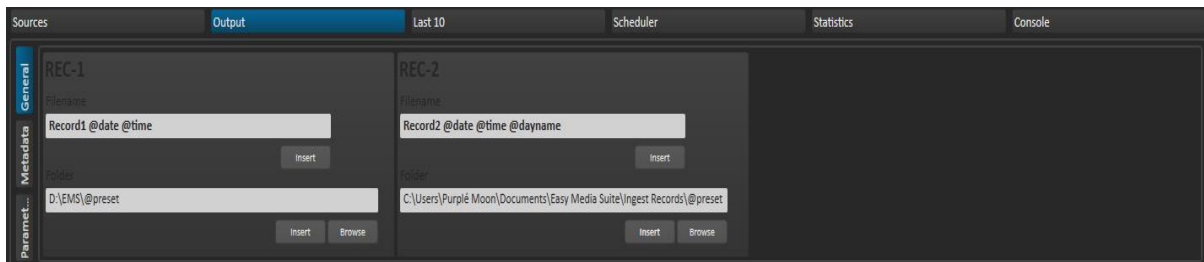 Sources Output Last 10 Scheduler Statistics Console
General
Metadata
Paramet...
REC-1
Filename
Record1 @date @time
Insert
Folder
D:\EMS\@preset
Insert Browse
REC-2
Filename
Record2 @date @time @dayname
Insert
Folder
C:\Users\Purplé Moon\Documents\Easy Media Suite\Ingest Records\@preset
Insert Browse